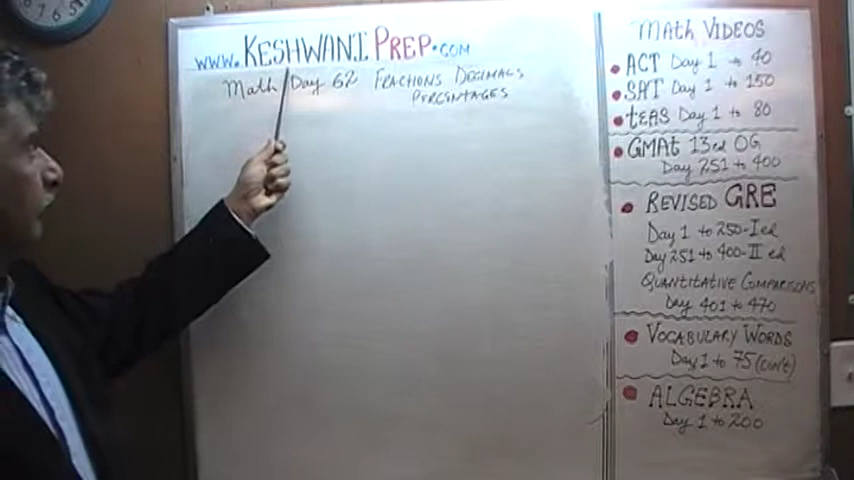 www.KESHWANIPREP.COM
Math Day 62 FRACTIONS DECIMALS
PERCENTAGES
Math VIDEOS
ACT Day 1 to 40
SAT Day 1 to 150
tEAS Day 1 to 80
GMAt 13ed OG
Day 251 to 400
REVISED GRE
Day 1 to 250-I ed
Day 251 to 400-II ed
QUANTITATIVE COMPARISONS
Day 401 to 470
VOCABULARY WORDS
Day 1 to 75 (con't)
ALGEBRA
Day 1 to 200